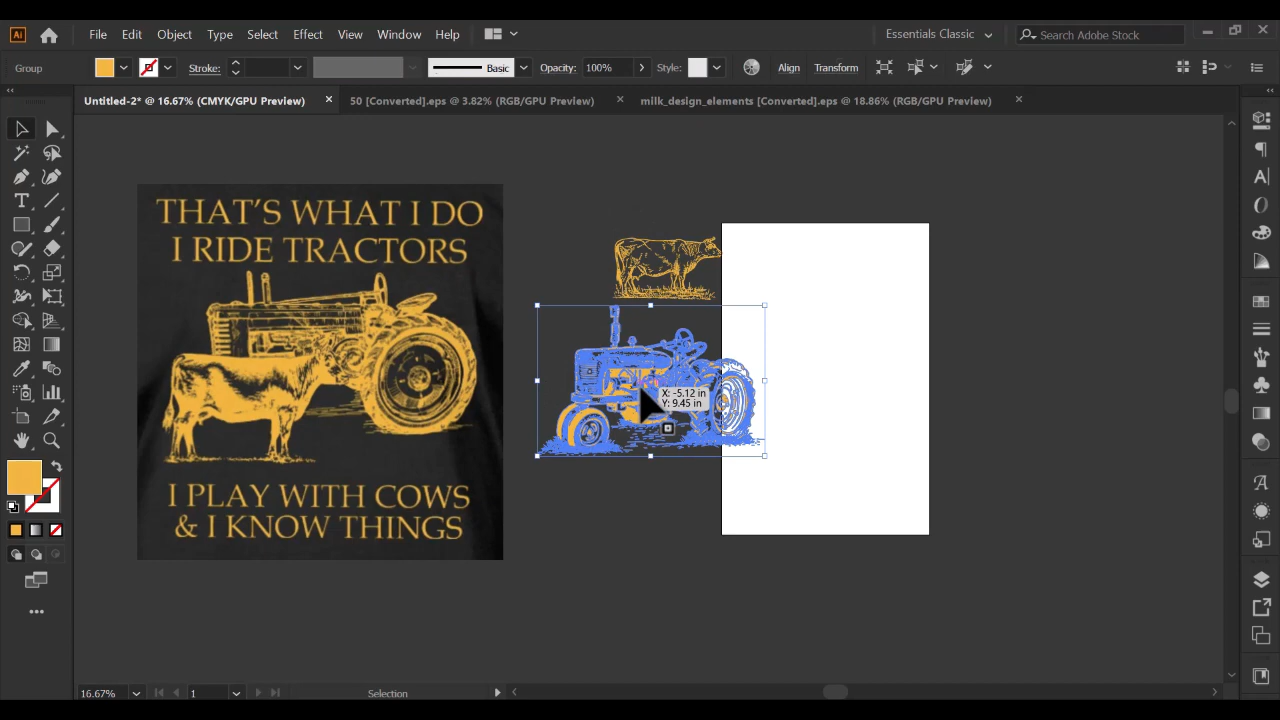 Ai
File Edit Object Type Select Effect View Window Help
Essentials Classic
Search Adobe Stock
Group
Stroke:
Basic
Opacity: 100%
Style:
Align
Transform
Untitled-2* @ 16.67% (CMYK/GPU Preview)
50 [Converted].eps @ 3.82% (RGB/GPU Preview)
milk_design_elements [Converted].eps @ 18.86% (RGB/GPU Preview)
THAT'S WHAT I DO
I RIDE TRACTORS
I PLAY WITH COWS
& I KNOW THINGS
X: -5.12 in
Y: 9.45 in
16.67%
1
Selection